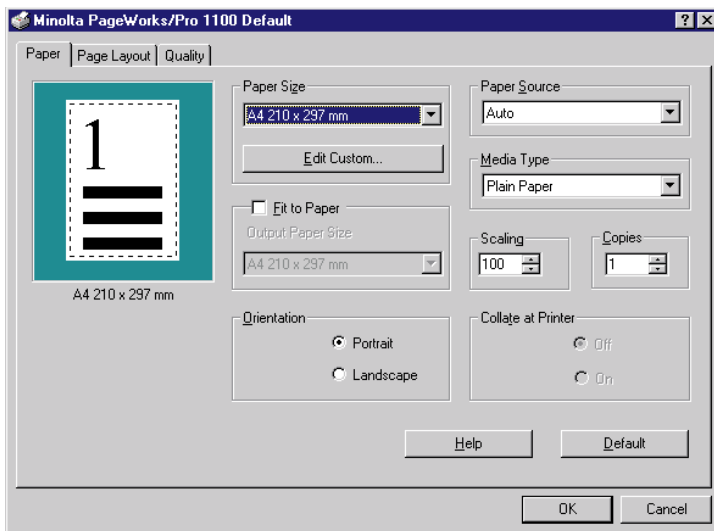 Minolta PageWorks/Pro 1100 Default
Paper
Page Layout
Quality
1
A4 210 x 297 mm
Paper Size
A4 210 x 297 mm
Edit Custom...
Fit to Paper
Output Paper Size
A4 210 x 297 mm
Orientation
Portrait
Landscape
Paper Source
Auto
Media Type
Plain Paper
Scaling
100
Copies
1
Collate at Printer
Off
On
Help
Default
OK
Cancel